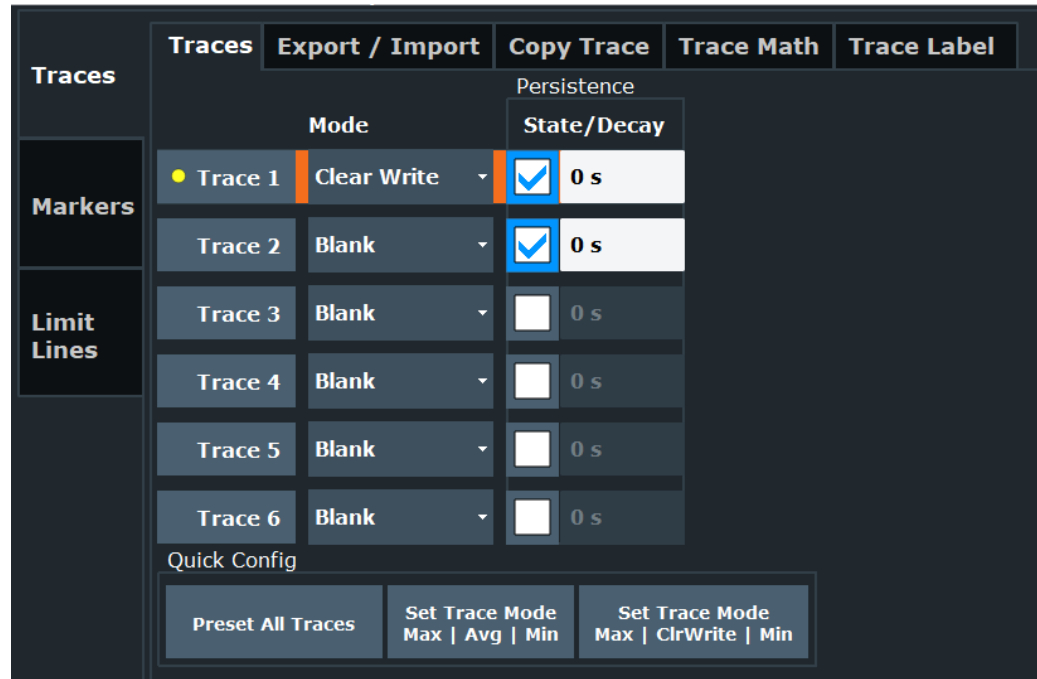 Traces
Markers
Limit
Lines
Traces Export / Import Copy Trace Trace Math Trace Label
Persistence
Mode State/Decay
Trace 1 Clear Write 0 s
Trace 2 Blank 0 s
Trace 3 Blank 0 s
Trace 4 Blank 0 s
Trace 5 Blank 0 s
Trace 6 Blank 0 s
Quick Config
Preset All Traces
Set Trace Mode
Max | Avg | Min
Set Trace Mode
Max | ClrWrite | Min